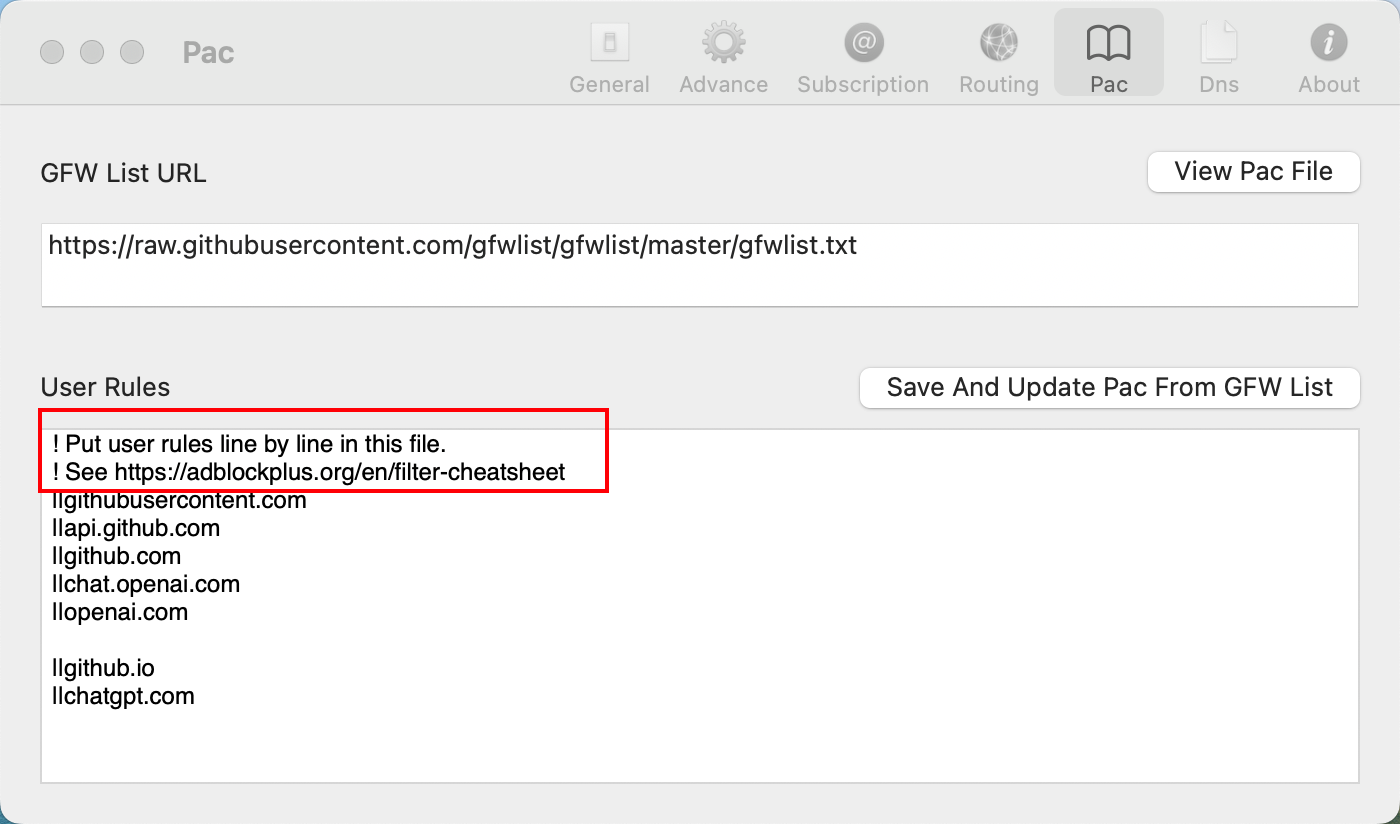 Pac
General
Advance
Subscription
Routing
Pac
Dns
About
GFW List URL
View Pac File
https://raw.githubusercontent.com/gfwlist/gfwlist/master/gfwlist.txt
User Rules
Save And Update Pac From GFW List
! Put user rules line by line in this file.
! See https://adblockplus.org/en/filter-cheatsheet
||githubusercontent.com
||api.github.com
||github.com
||chat.openai.com
||openai.com
||github.io
||chatgpt.com